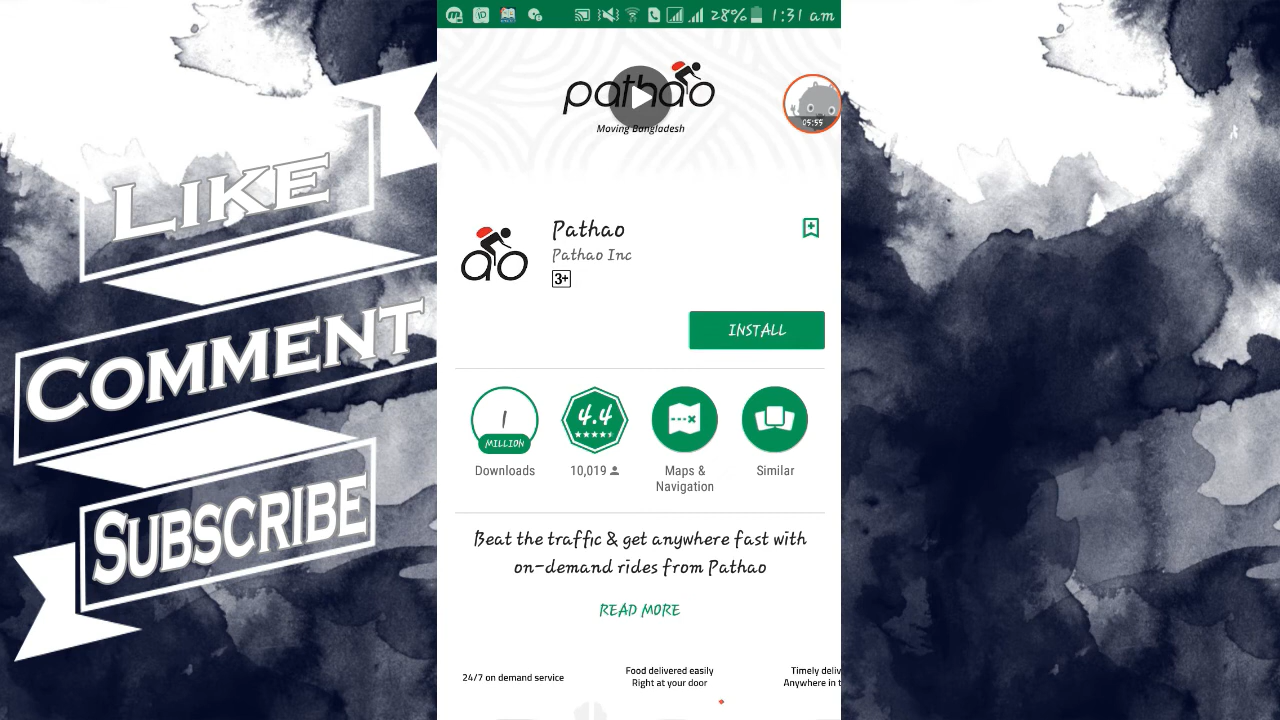 LIKE
COMMENT
SUBSCRIBE
28% 1:31 am
pathao
Moving Bangladesh
05:55
Pathao
Pathao Inc
3+
INSTALL
1
MILLION
Downloads
4.4
10,019
Maps &
Navigation
Similar
Beat the traffic & get anywhere fast with
on-demand rides from Pathao
READ MORE
24/7 on demand service
Food delivered easily
Right at your door
Timely deliv
Anywhere in t